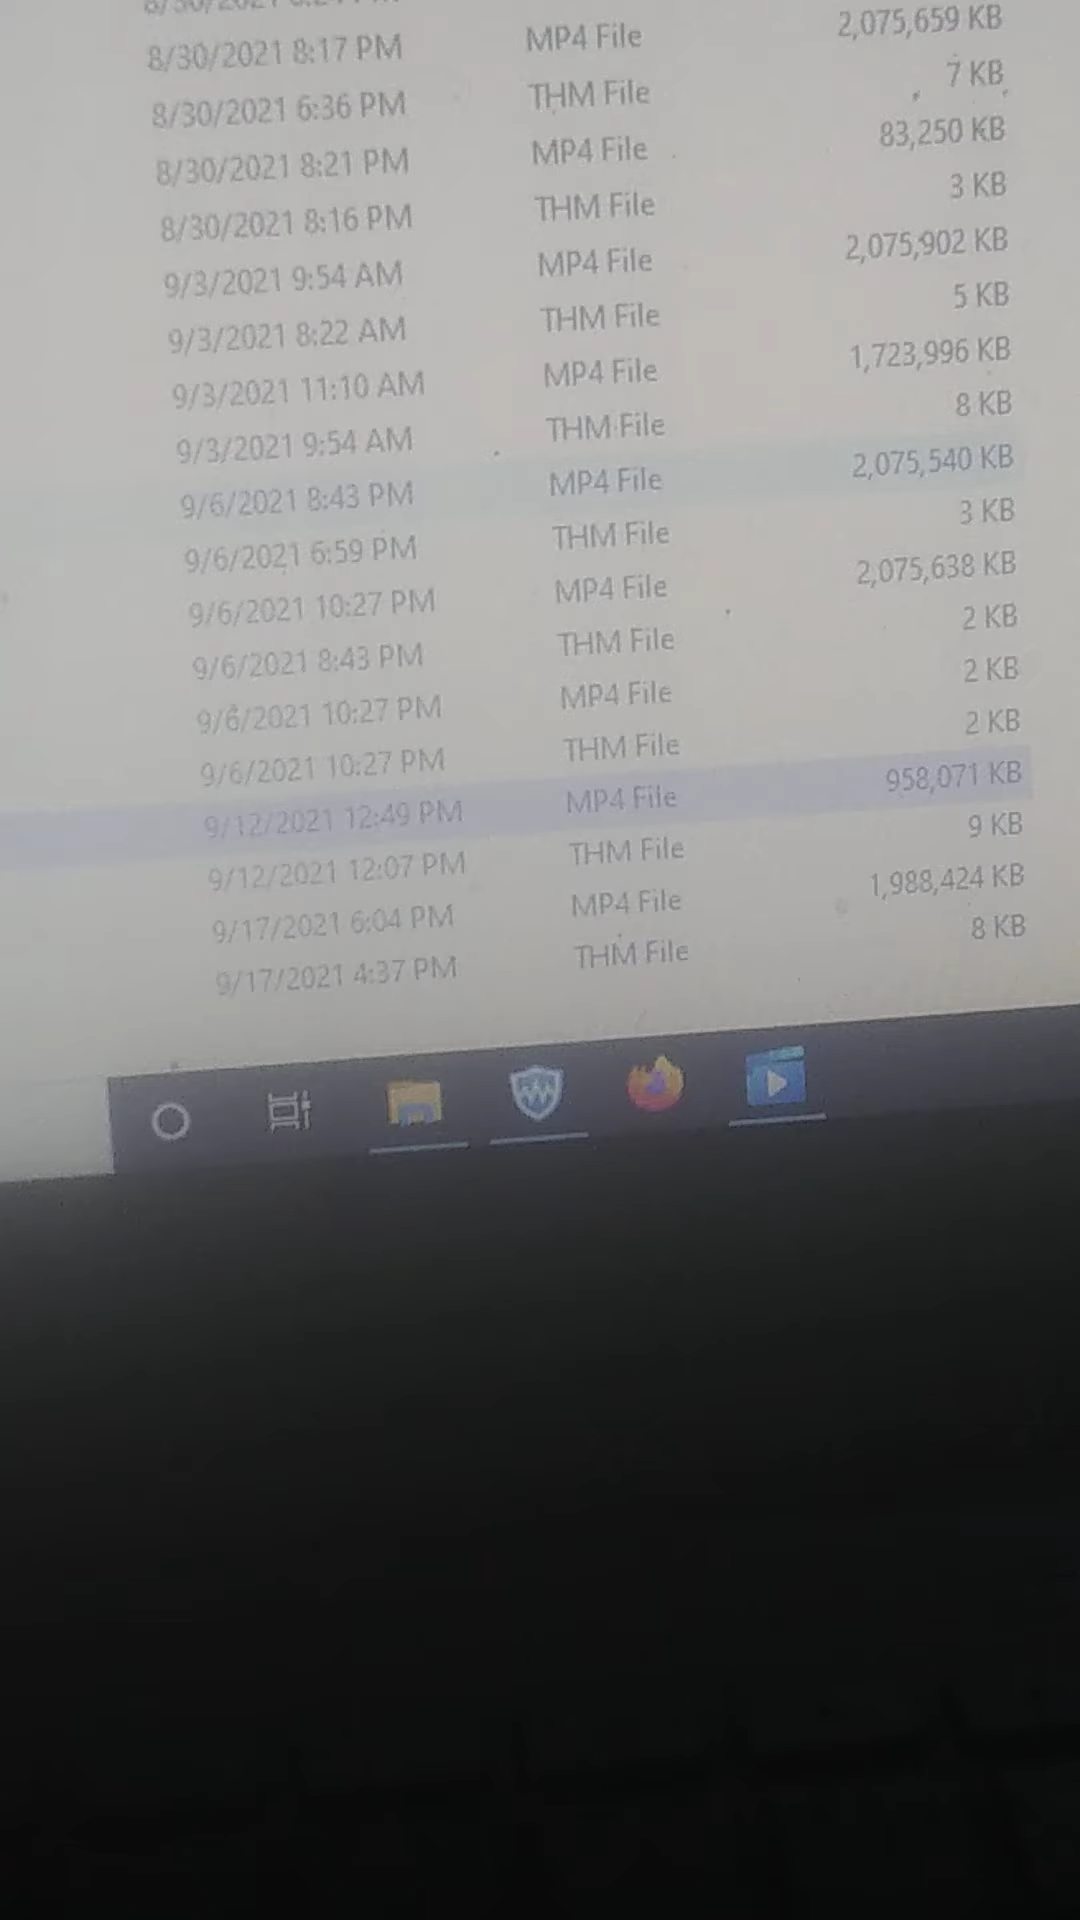 8/30/2021 8:17 PM MP4 File 2,075,659 KB
8/30/2021 6:36 PM THM File 7 KB
8/30/2021 8:21 PM MP4 File 83,250 KB
8/30/2021 8:16 PM THM File 3 KB
9/3/2021 9:54 AM MP4 File 2,075,902 KB
9/3/2021 8:22 AM THM File 5 KB
9/3/2021 11:10 AM MP4 File 1,723,996 KB
9/3/2021 9:54 AM THM File 8 KB
9/6/2021 8:43 PM MP4 File 2,075,540 KB
9/6/2021 6:59 PM THM File 3 KB
9/6/2021 10:27 PM MP4 File 2,075,638 KB
9/6/2021 8:43 PM THM File 2 KB
9/6/2021 10:27 PM MP4 File 2 KB
9/6/2021 10:27 PM THM File 2 KB
9/12/2021 12:49 PM MP4 File 958,071 KB
9/12/2021 12:07 PM THM File 9 KB
9/17/2021 6:04 PM MP4 File 1,988,424 KB
9/17/2021 4:37 PM THM File 8 KB